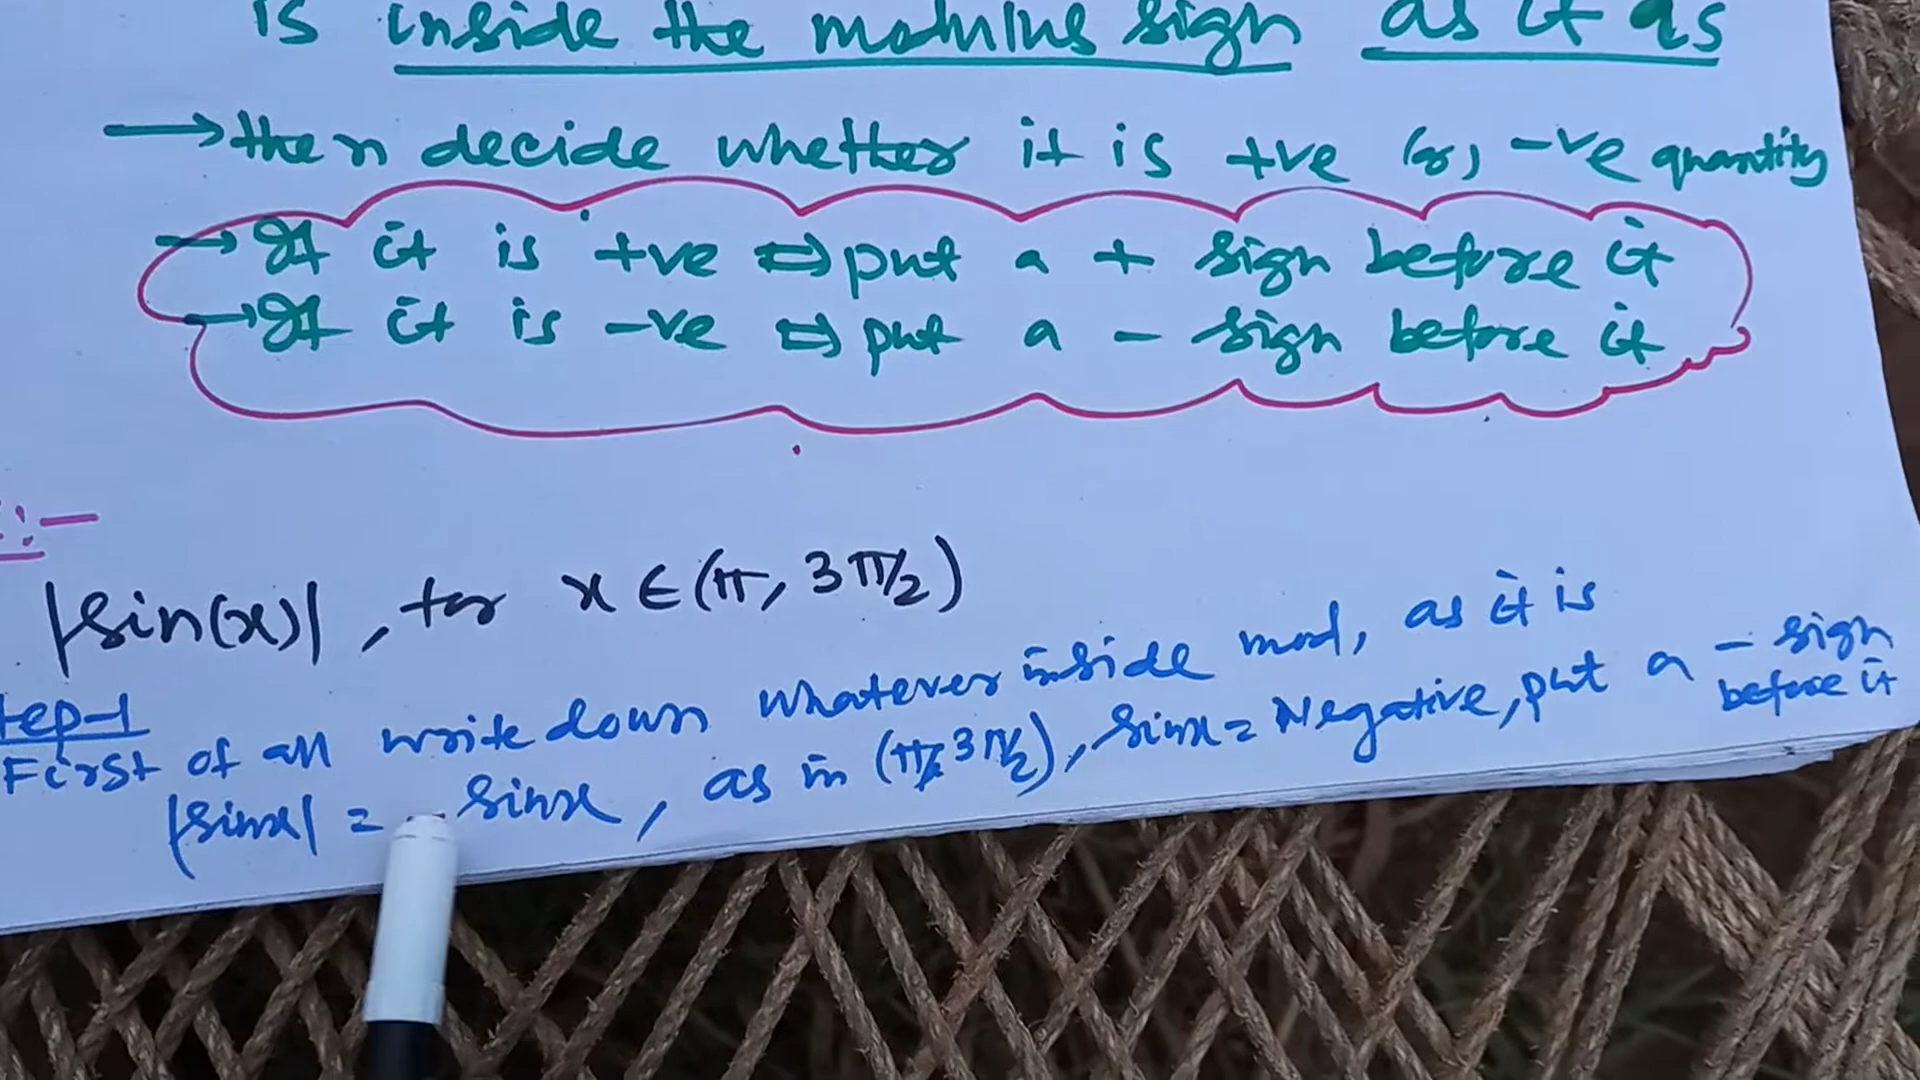 is inside the modulus sign as it as
→ then decide whether it is +ve (or) -ve quantity
→ If it is +ve ⇒ put a + sign before it
→ If it is -ve ⇒ put a - sign before it
:-
|sin(x)|, for x ∈ (π, 3π/2)
tep-1
First of all write down whatever inside mod, as it is
|sinx| = - sinx, as in (π, 3π/2), sinx = Negative, put a - sign before it